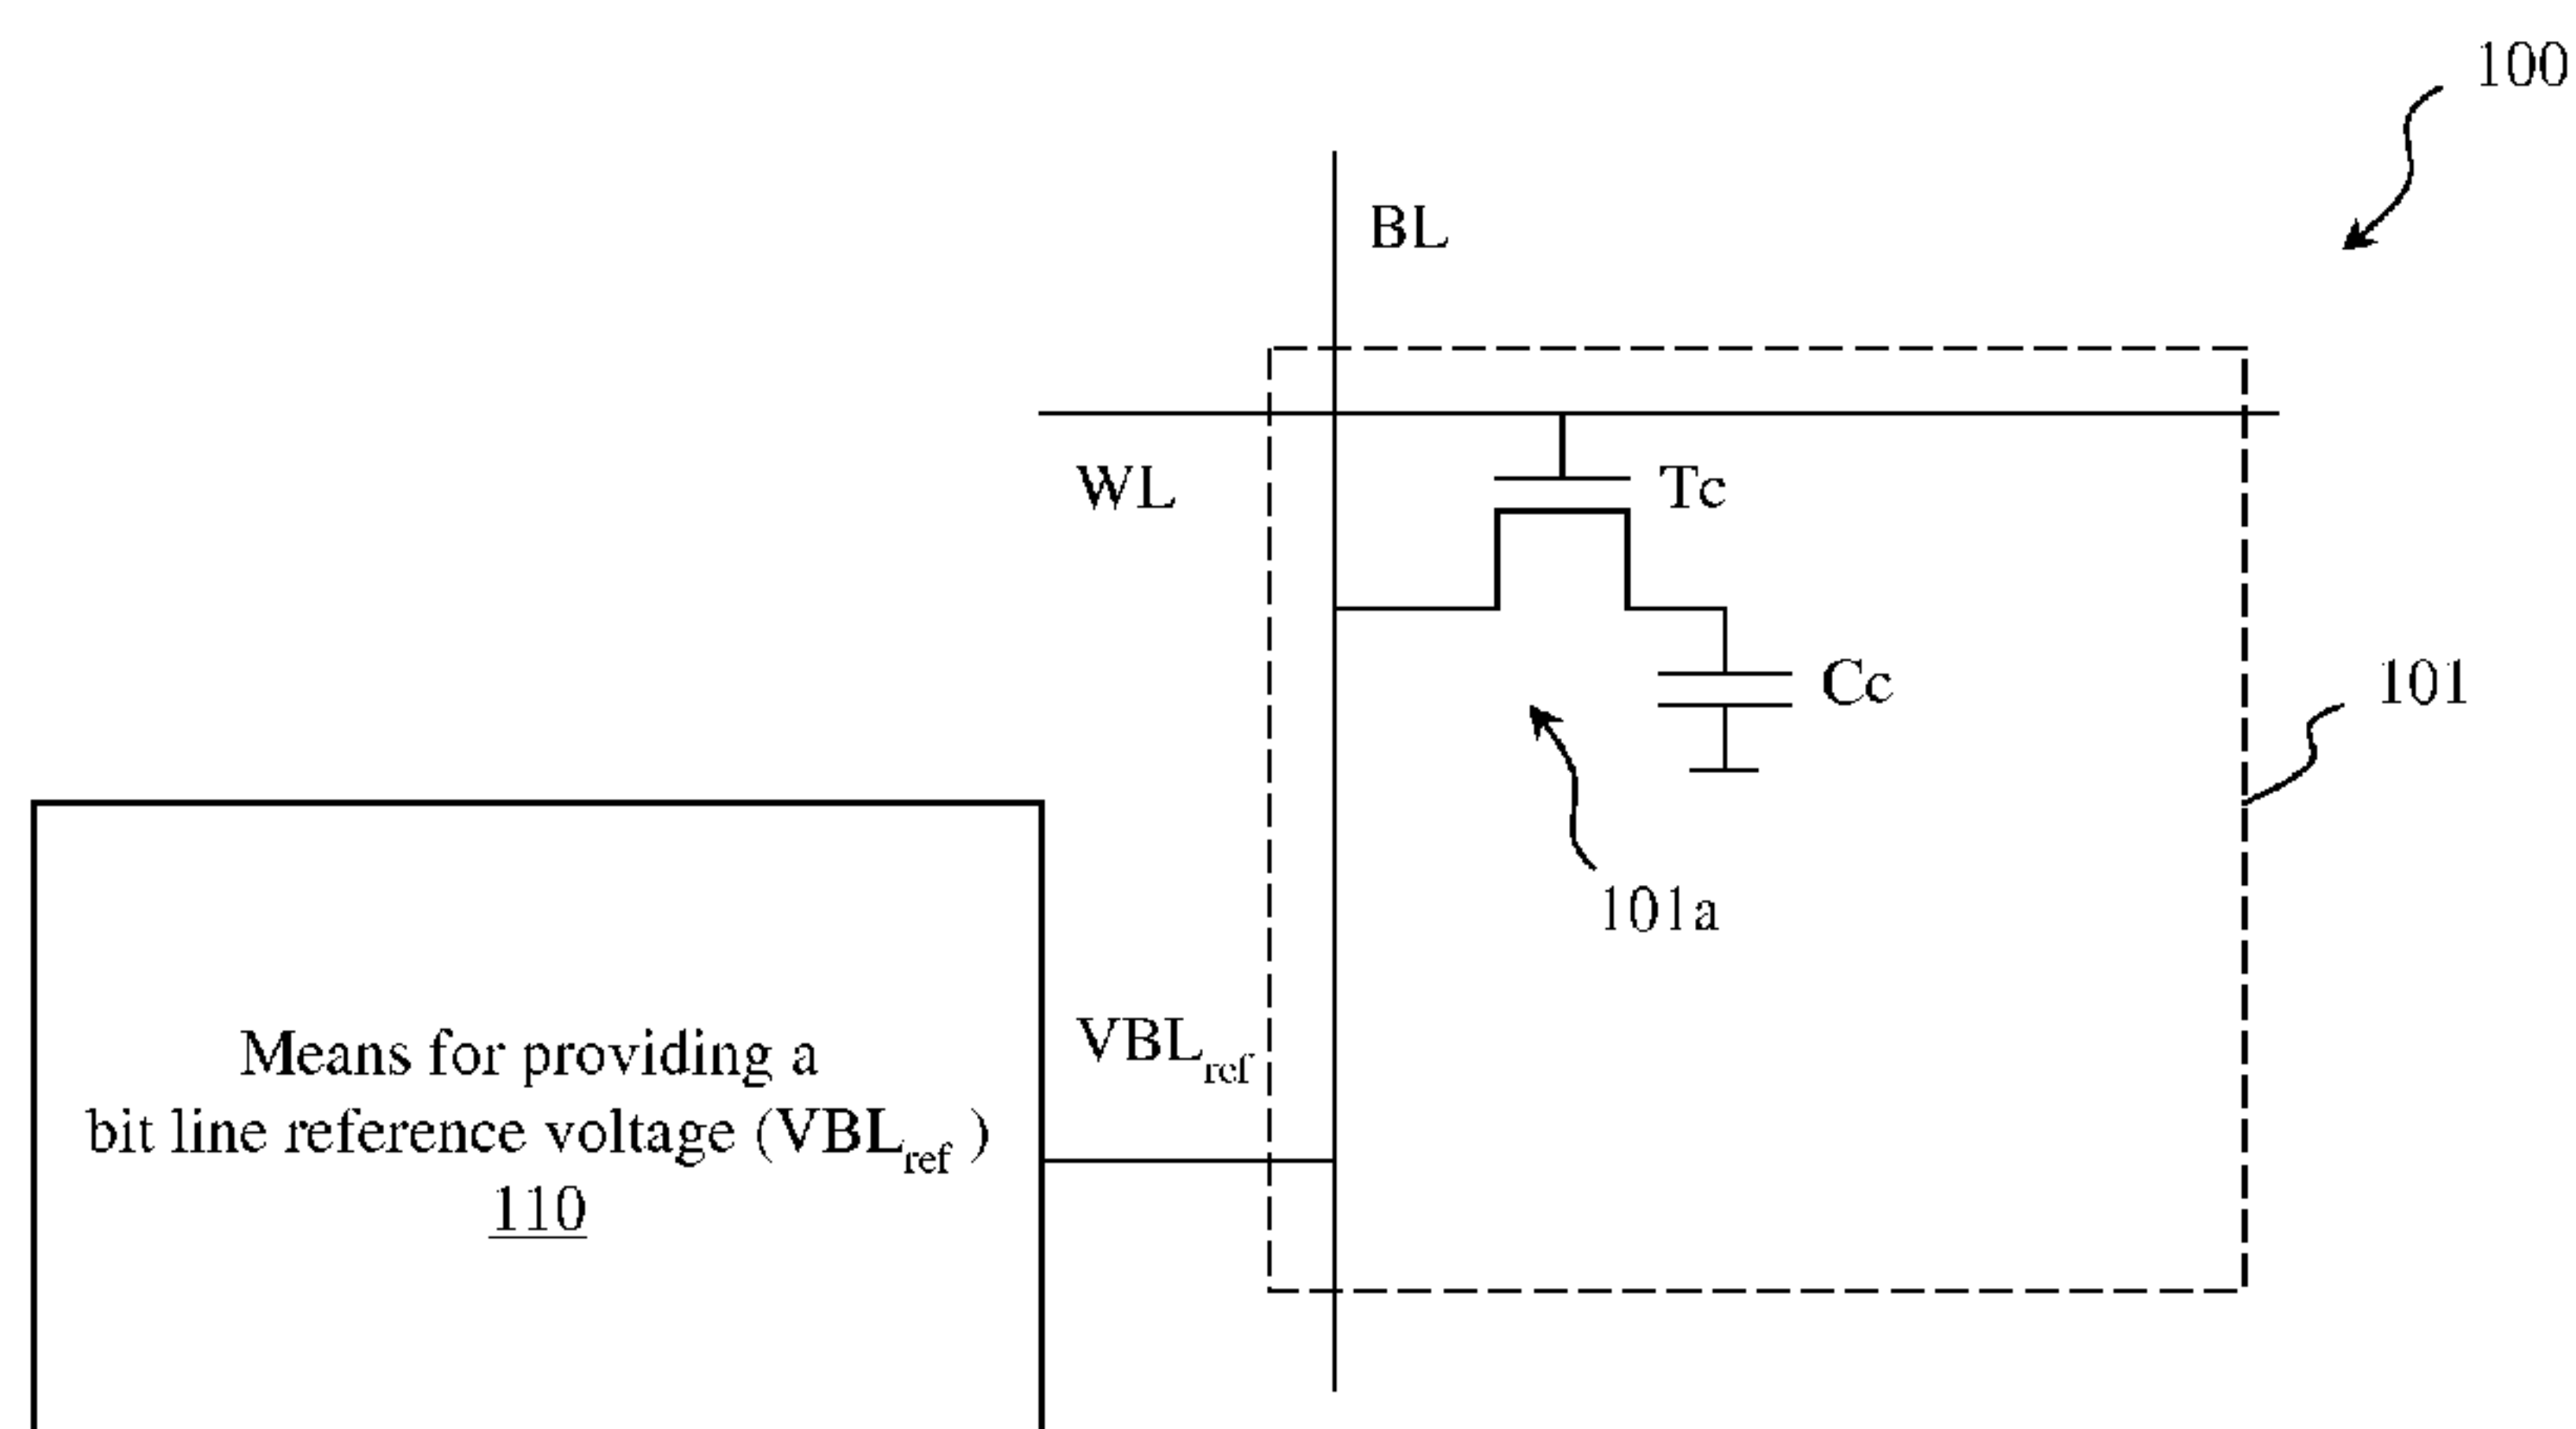 100
BL
WL
Tc
Cc
101
101a
VBLref
Means for providing a
bit line reference voltage (VBLref )
110